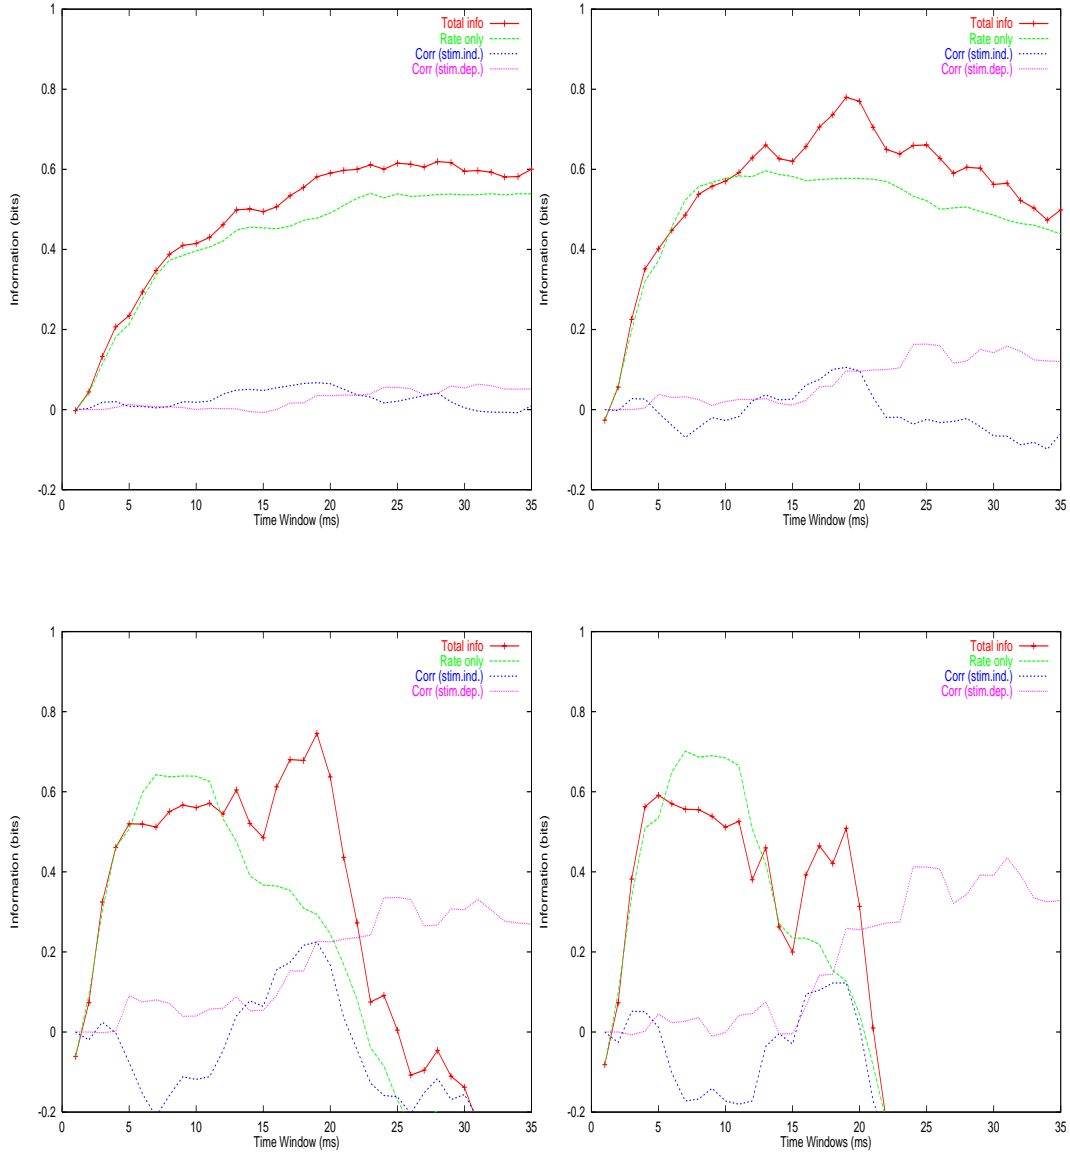 1
0.8
0.6
0.4
0.2
0
-0.2
0 5 10 15 20 25 30 35
Information (bits)
Time Window (ms)
Total info
Rate only
Corr (stim.ind.)
Corr (stim.dep.)
1
0.8
0.6
0.4
0.2
0
-0.2
0 5 10 15 20 25 30 35
Information (bits)
Time Window (ms)
Total info
Rate only
Corr (stim.ind.)
Corr (stim.dep.)
1
0.8
0.6
0.4
0.2
0
-0.2
0 5 10 15 20 25 30 35
Information (bits)
Time Window (ms)
Total info
Rate only
Corr (stim.ind.)
Corr (stim.dep.)
1
0.8
0.6
0.4
0.2
0
-0.2
0 5 10 15 20 25 30 35
Information (bits)
Time Windows (ms)
Total info
Rate only
Corr (stim.ind.)
Corr (stim.dep.)